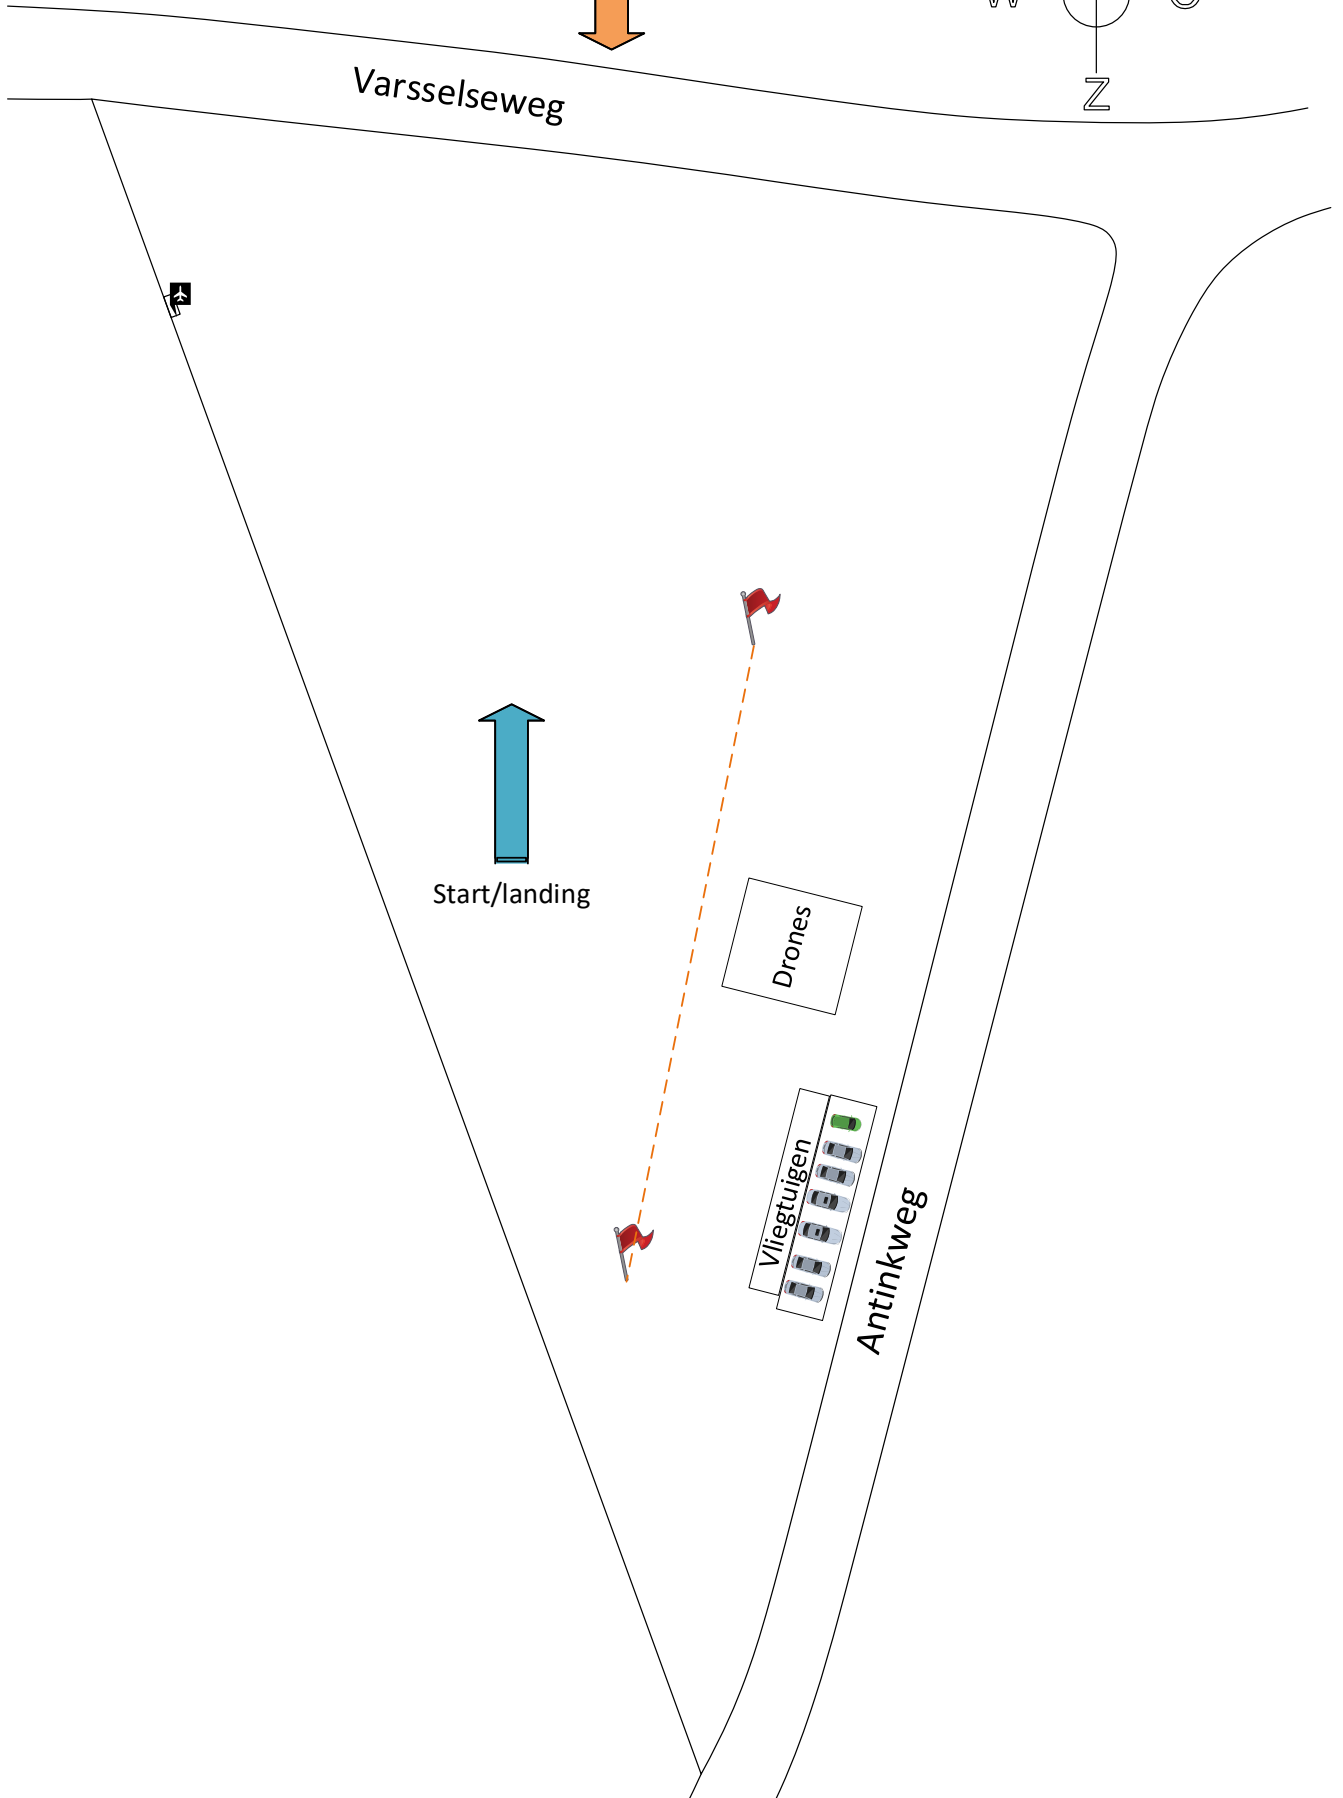 Z
Varsselseweg
Start/landing
Drones
Vliegtuigen
Antinkweg